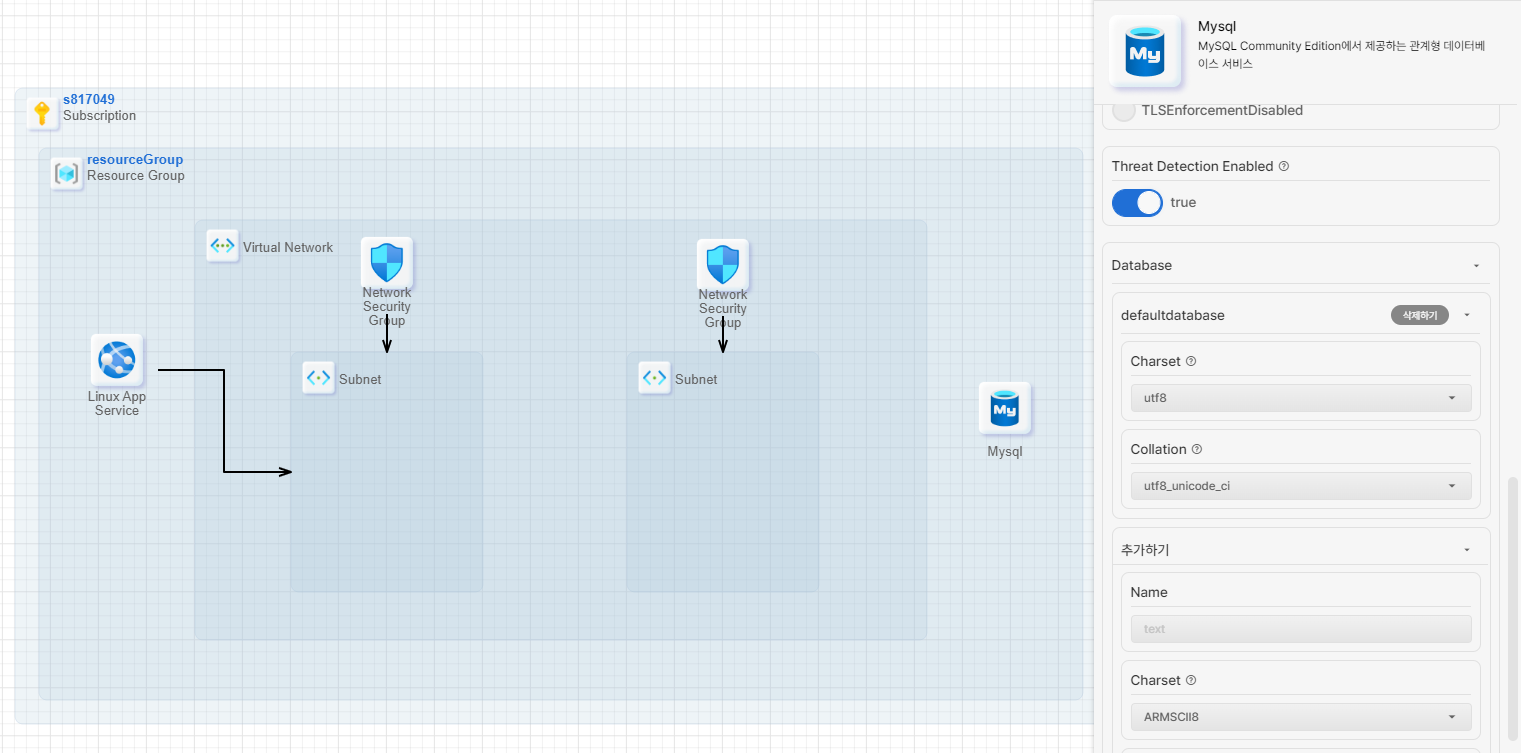 s817049
Subscription
resourceGroup
Resource Group
Virtual Network
Network
Security
Group
Network
Security
Group
Linux App
Service
Subnet
Subnet
My
Mysql
My
Mysql
MySQL Community Edition에서 제공하는 관계형 데이터베
이스 서비스
TLSEnforcementDisabled
Threat Detection Enabled
true
Database
defaultdatabase
삭제하기
Charset
utf8
Collation
utf8_unicode_ci
추가하기
Name
text
Charset
ARMSCII8